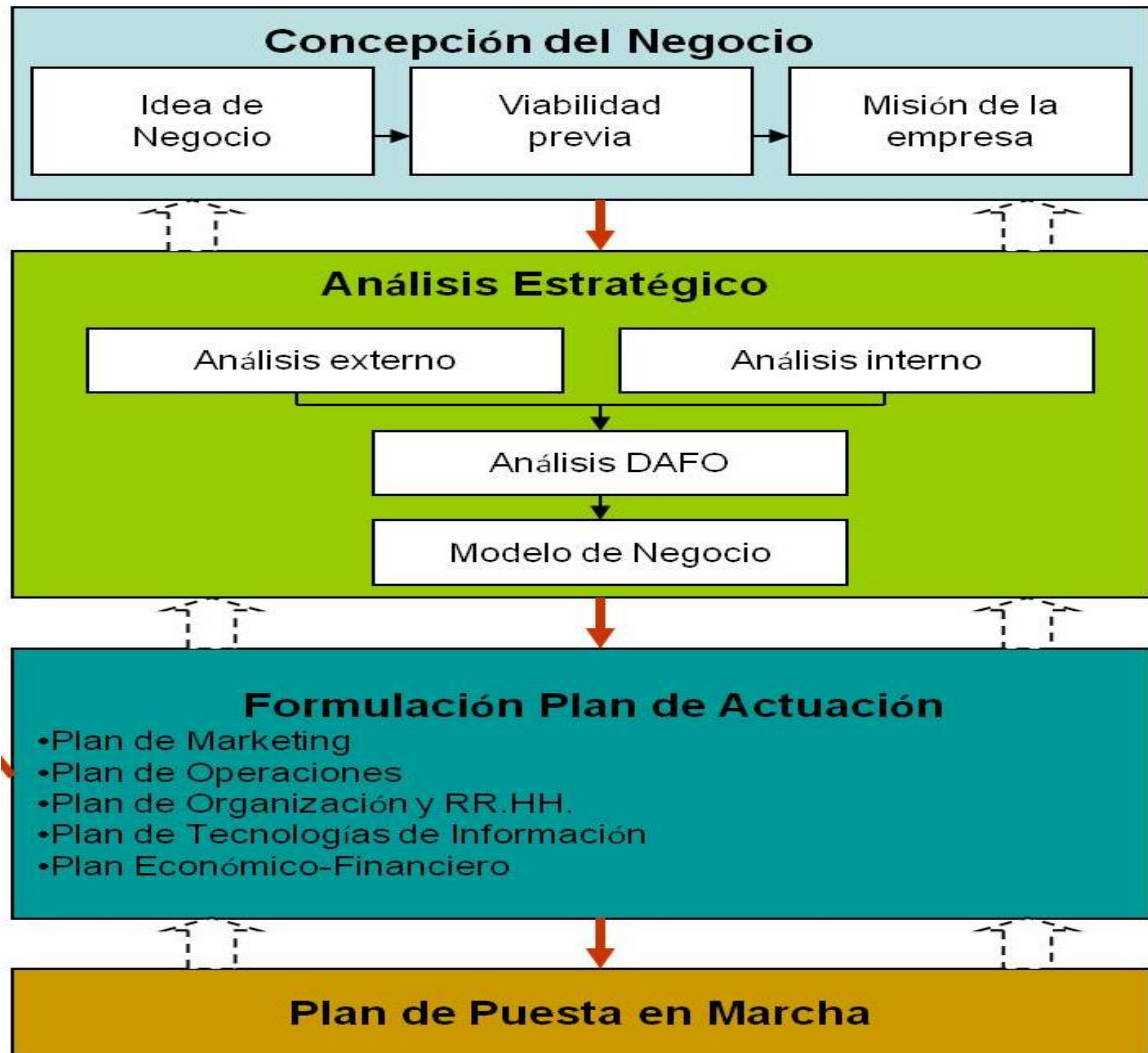 Concepción del Negocio
Idea de
Negocio
Viabilidad
previa
Misión de la
empresa
Análisis Estratégico
Análisis externo
Análisis interno
Análisis DAFO
Modelo de Negocio
Formulación Plan de Actuación
•Plan de Marketing
•Plan de Operaciones
•Plan de Organización y RR.HH.
•Plan de Tecnologías de Información
•Plan Económico-Financiero
Plan de Puesta en Marcha